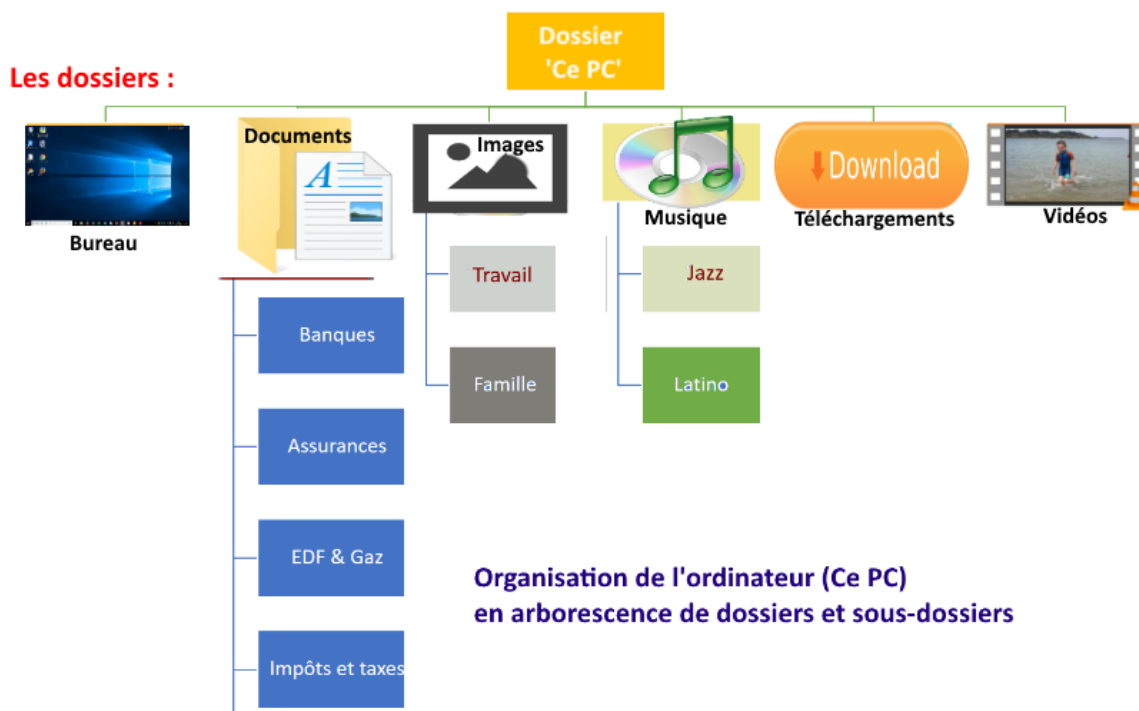 Dossier
'Ce PC'
Les dossiers :
Bureau
Documents
A
Images
Musique
Download
Téléchargements
Vidéos
Travail
Jazz
Banques
Famille
Latino
Assurances
EDF & Gaz
Impôts et taxes
Organisation de l'ordinateur (Ce PC)
en arborescence de dossiers et sous-dossiers